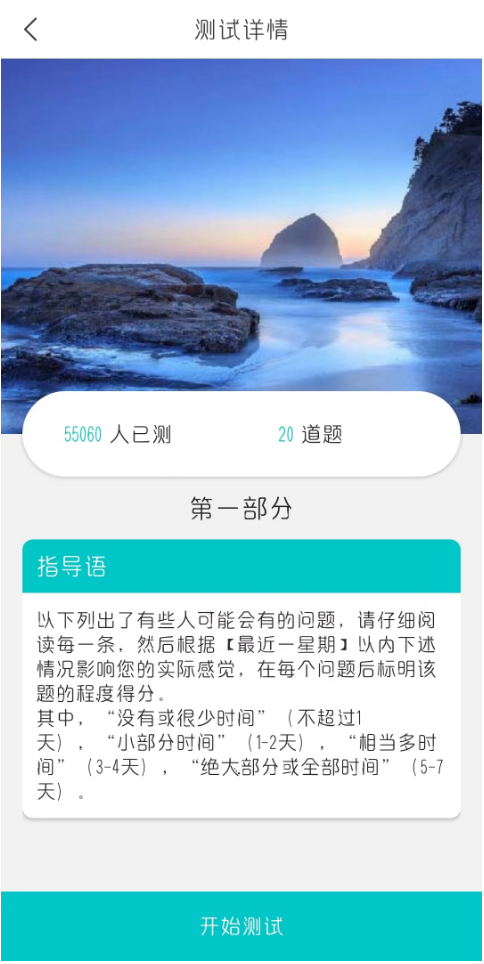 测试详情
55060 人已测
20 道题
第一部分
指导语
以下列出了有些人可能会有的问题，请仔细阅
读每一条，然后根据【最近一星期】以内下述
情况影响您的实际感觉，在每个问题后标明该
题的程度得分。
其中，“没有或很少时间”（不超过1
天），“小部分时间”（1-2天），“相当多时
间”（3-4天），“绝大部分或全部时间”（5-7
天）。
开始测试